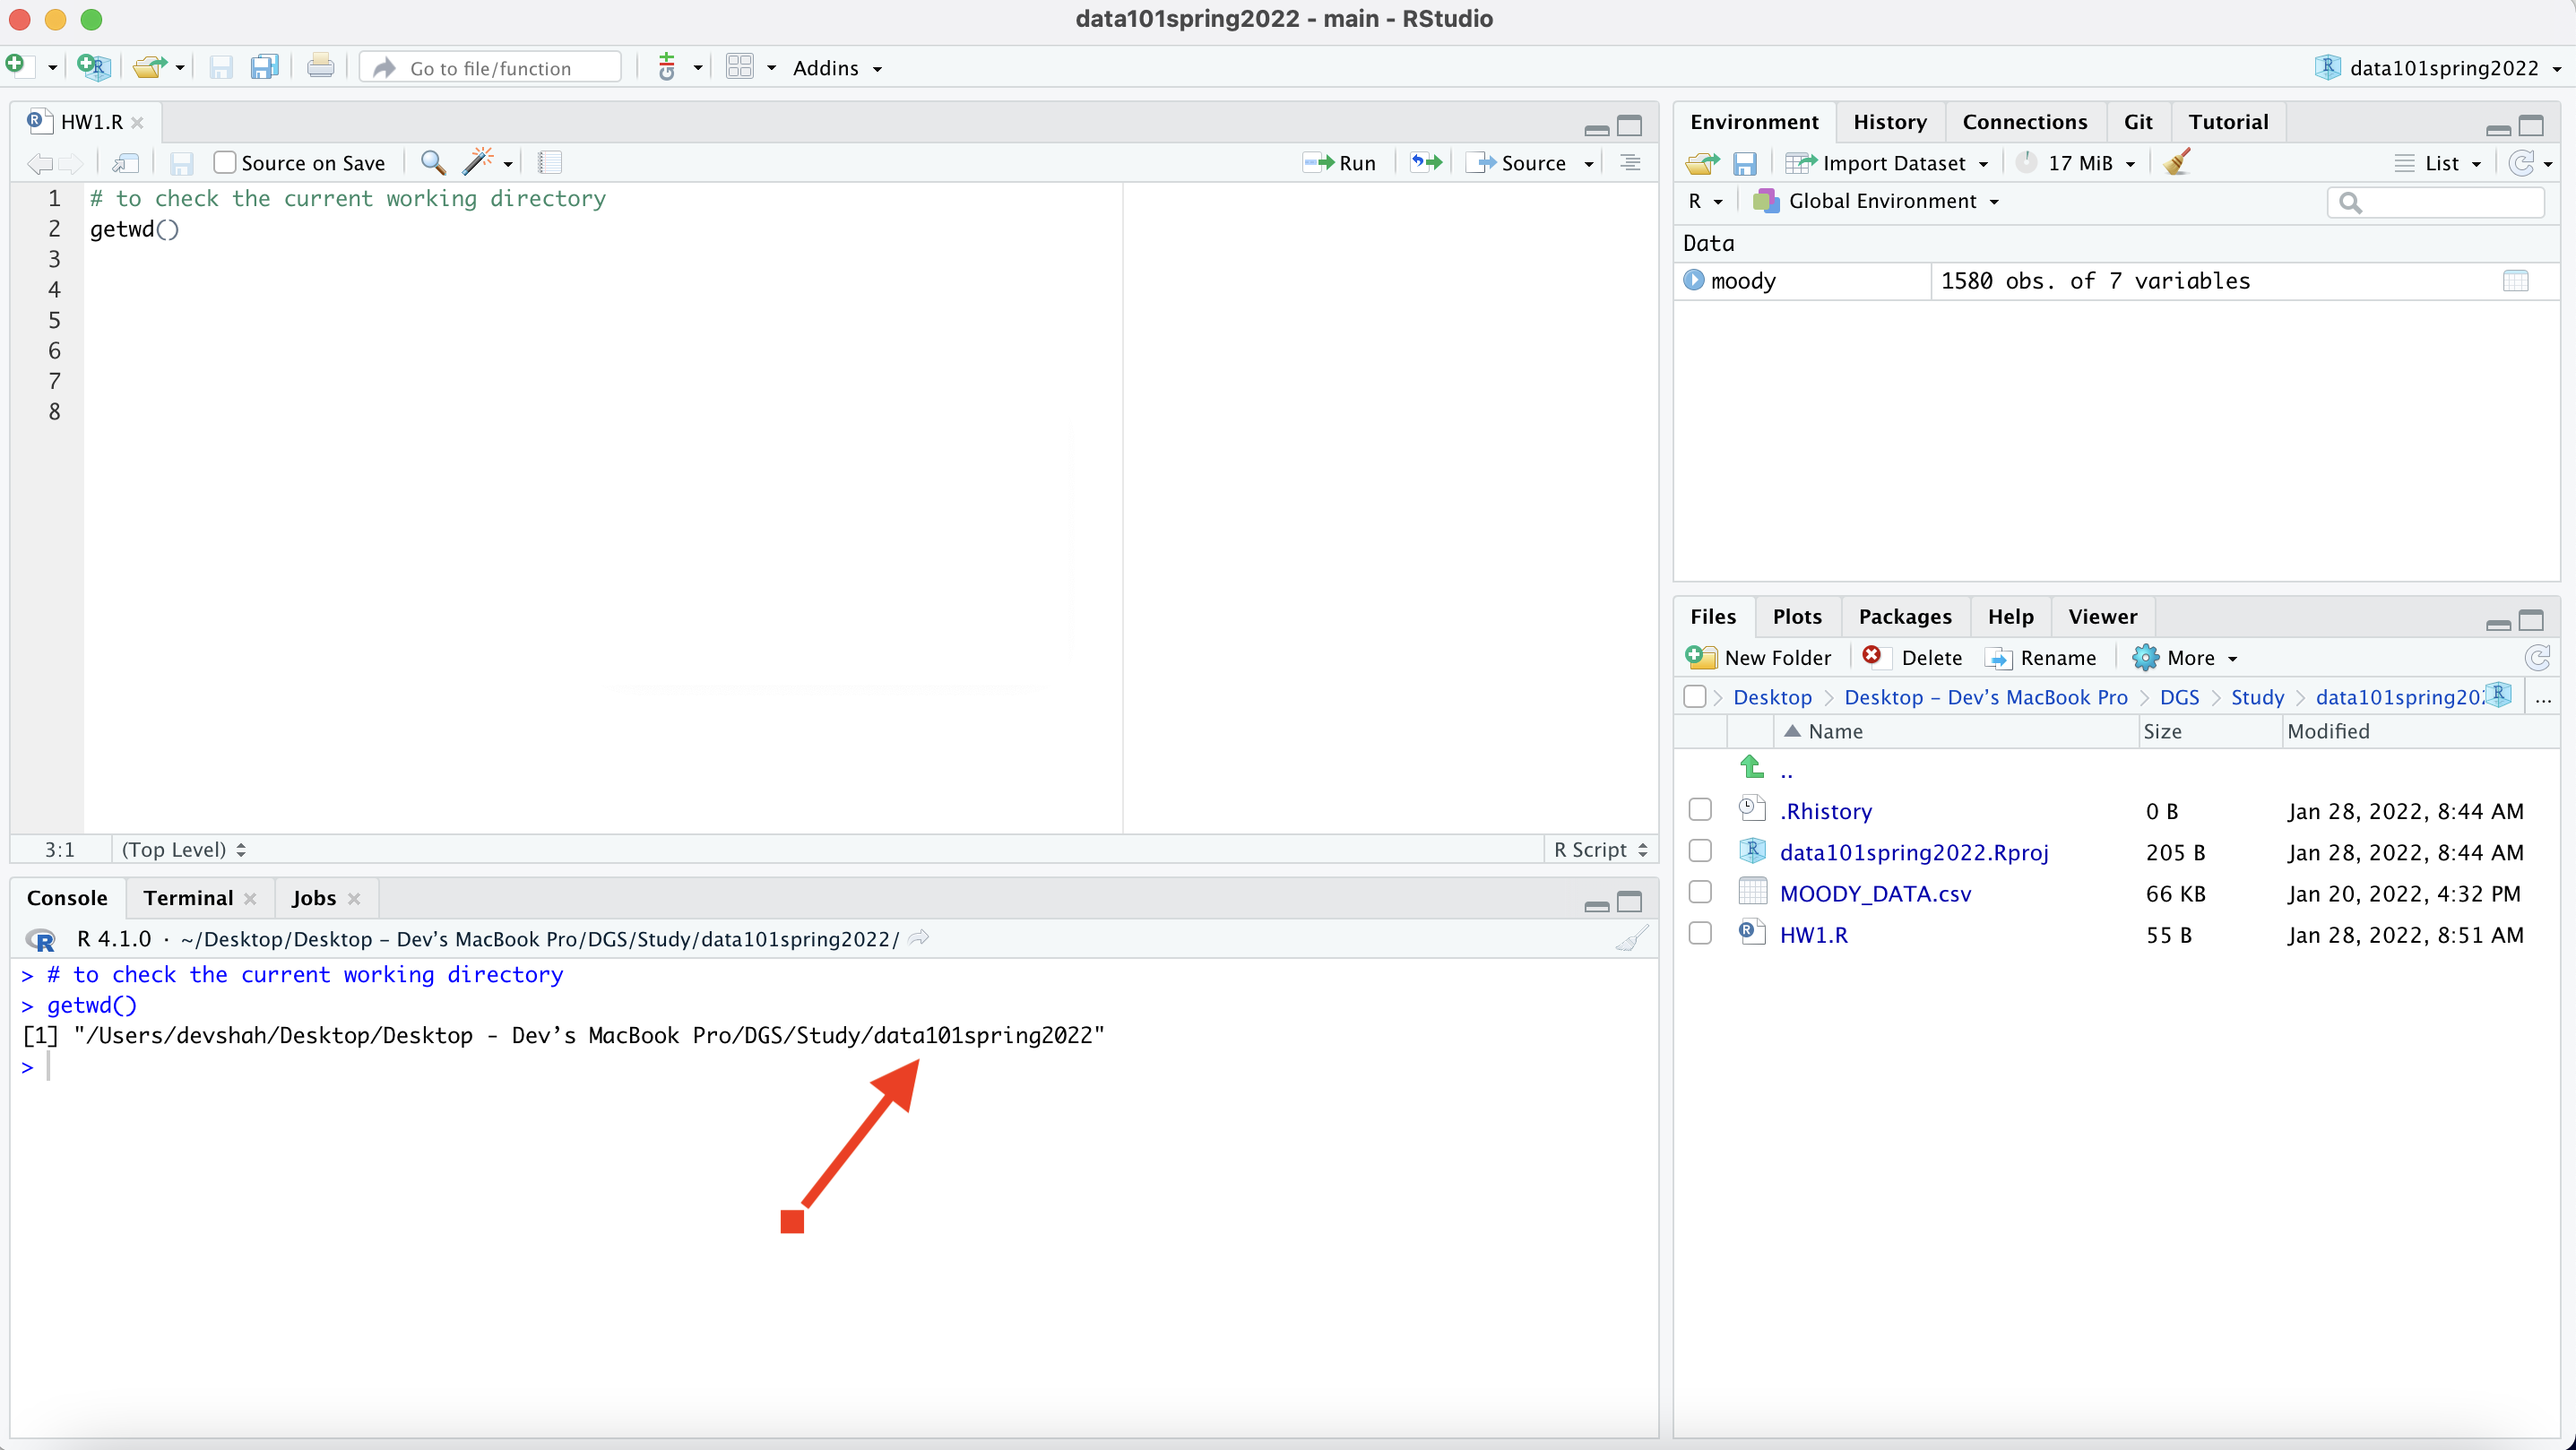 data101spring2022 - main - RStudio
Go to file/function
Addins
data101spring2022
HW1.R
Source on Save
Run
Source
1 # to check the current working directory
2 getwd()
3
4
5
6
7
8
3:1 (Top Level) R Script
Console Terminal Jobs
R 4.1.0 · ~/Desktop/Desktop – Dev’s MacBook Pro/DGS/Study/data101spring2022/
> # to check the current working directory
> getwd()
[1] "/Users/devshah/Desktop/Desktop - Dev’s MacBook Pro/DGS/Study/data101spring2022"
>
Environment History Connections Git Tutorial
Import Dataset 17 MiB List
R Global Environment
Data
moody 1580 obs. of 7 variables
Files Plots Packages Help Viewer
New Folder Delete Rename More
Desktop Desktop – Dev’s MacBook Pro DGS Study data101spring20 ...
Name Size Modified
..
.Rhistory 0 B Jan 28, 2022, 8:44 AM
data101spring2022.Rproj 205 B Jan 28, 2022, 8:44 AM
MOODY_DATA.csv 66 KB Jan 20, 2022, 4:32 PM
HW1.R 55 B Jan 28, 2022, 8:51 AM